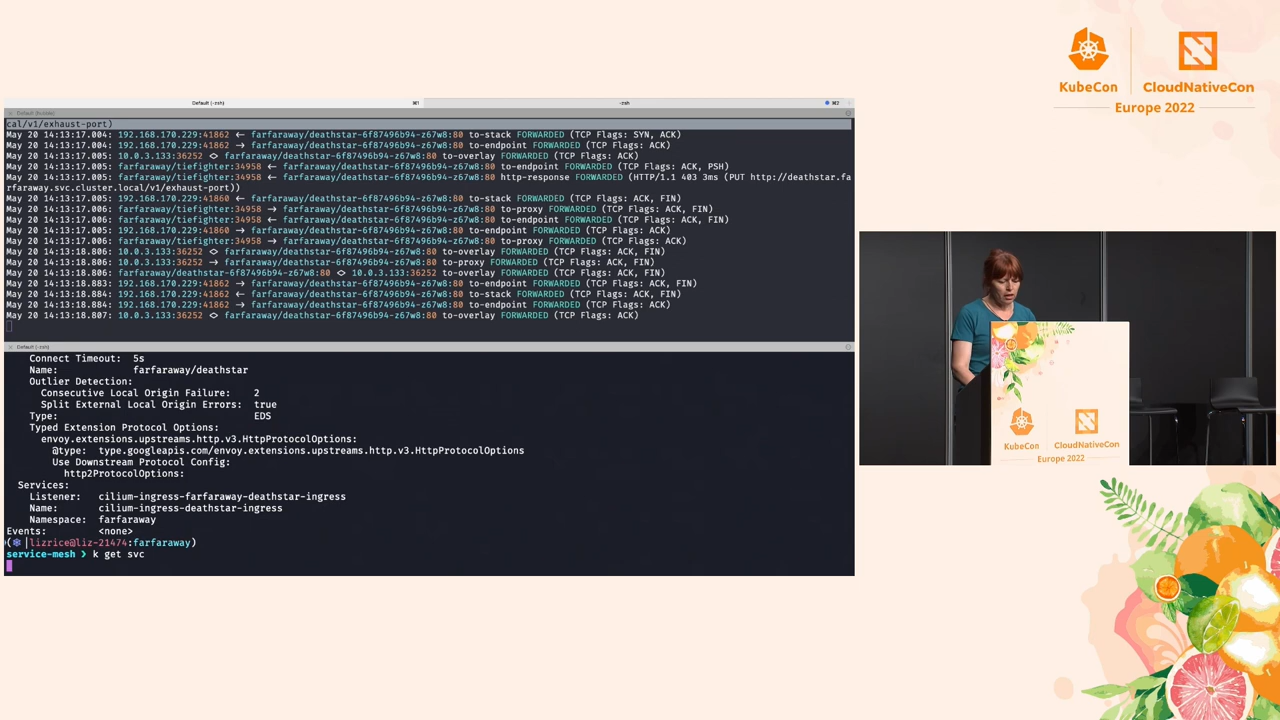 KubeCon
CloudNativeCon
Europe 2022
Default (-zsh)
⌘1
-zsh
⌘2
cal/v1/exhaust-port)
May 20 14:13:17.004: 192.168.170.229:41862 <- farfaraway/deathstar-6f87496b94-z67w8:80 to-stack FORWARDED (TCP Flags: SYN, ACK)
May 20 14:13:17.005: 192.168.170.229:41862 -> farfaraway/deathstar-6f87496b94-z67w8:80 to-endpoint FORWARDED (TCP Flags: ACK)
May 20 14:13:17.005: 10.0.3.133:36252 <> farfaraway/deathstar-6f87496b94-z67w8:80 to-overlay FORWARDED (TCP Flags: ACK)
May 20 14:13:17.005: farfaraway/tiefighter:34958 <- farfaraway/deathstar-6f87496b94-z67w8:80 to-endpoint FORWARDED (TCP Flags: ACK, PSH)
May 20 14:13:17.005: farfaraway/tiefighter:34958 <- farfaraway/deathstar-6f87496b94-z67w8:80 http-response FORWARDED (HTTP/1.1 403 3ms (PUT http://deathstar.fa
rfaraway.svc.cluster.local/v1/exhaust-port))
May 20 14:13:17.005: 192.168.170.229:41860 <- farfaraway/deathstar-6f87496b94-z67w8:80 to-stack FORWARDED (TCP Flags: ACK, FIN)
May 20 14:13:17.006: farfaraway/tiefighter:34958 -> farfaraway/deathstar-6f87496b94-z67w8:80 to-proxy FORWARDED (TCP Flags: ACK, FIN)
May 20 14:13:17.006: farfaraway/tiefighter:34958 <- farfaraway/deathstar-6f87496b94-z67w8:80 to-endpoint FORWARDED (TCP Flags: ACK, FIN)
May 20 14:13:17.006: 192.168.170.229:41860 -> farfaraway/deathstar-6f87496b94-z67w8:80 to-endpoint FORWARDED (TCP Flags: ACK)
May 20 14:13:17.006: farfaraway/tiefighter:34958 -> farfaraway/deathstar-6f87496b94-z67w8:80 to-proxy FORWARDED (TCP Flags: ACK)
May 20 14:13:18.806: 10.0.3.133:36252 <> farfaraway/deathstar-6f87496b94-z67w8:80 to-overlay FORWARDED (TCP Flags: ACK, FIN)
May 20 14:13:18.806: 10.0.3.133:36252 <> farfaraway/deathstar-6f87496b94-z67w8:80 to-proxy FORWARDED (TCP Flags: ACK, FIN)
May 20 14:13:18.806: farfaraway/deathstar-6f87496b94-z67w8:80 <> 10.0.3.133:36252 to-overlay FORWARDED (TCP Flags: ACK, FIN)
May 20 14:13:18.883: 192.168.170.229:41862 -> farfaraway/deathstar-6f87496b94-z67w8:80 to-endpoint FORWARDED (TCP Flags: ACK, FIN)
May 20 14:13:18.884: 192.168.170.229:41862 <- farfaraway/deathstar-6f87496b94-z67w8:80 to-stack FORWARDED (TCP Flags: ACK, FIN)
May 20 14:13:18.884: 192.168.170.229:41862 -> farfaraway/deathstar-6f87496b94-z67w8:80 to-endpoint FORWARDED (TCP Flags: ACK)
May 20 14:13:18.807: 10.0.3.133:36252 <> farfaraway/deathstar-6f87496b94-z67w8:80 to-overlay FORWARDED (TCP Flags: ACK)
Default (-zsh)
Connect Timeout: 5s
Name: farfaraway/deathstar
Outlier Detection:
Consecutive Local Origin Failure: 2
Split External Local Origin Errors: true
Type: EDS
Typed Extension Protocol Options:
envoy.extensions.upstreams.http.v3.HttpProtocolOptions:
@type: type.googleapis.com/envoy.extensions.upstreams.http.v3.HttpProtocolOptions
Use Downstream Protocol Config:
http2ProtocolOptions:
Services:
Listener: cilium-ingress-farfaraway-deathstar-ingress
Name: cilium-ingress-deathstar-ingress
Namespace: farfaraway
Events: <none>
(⎈ |lizrice@liz-21474:farfaraway)
service-mesh ❯ k get svc
KubeCon
CloudNativeCon
Europe 2022